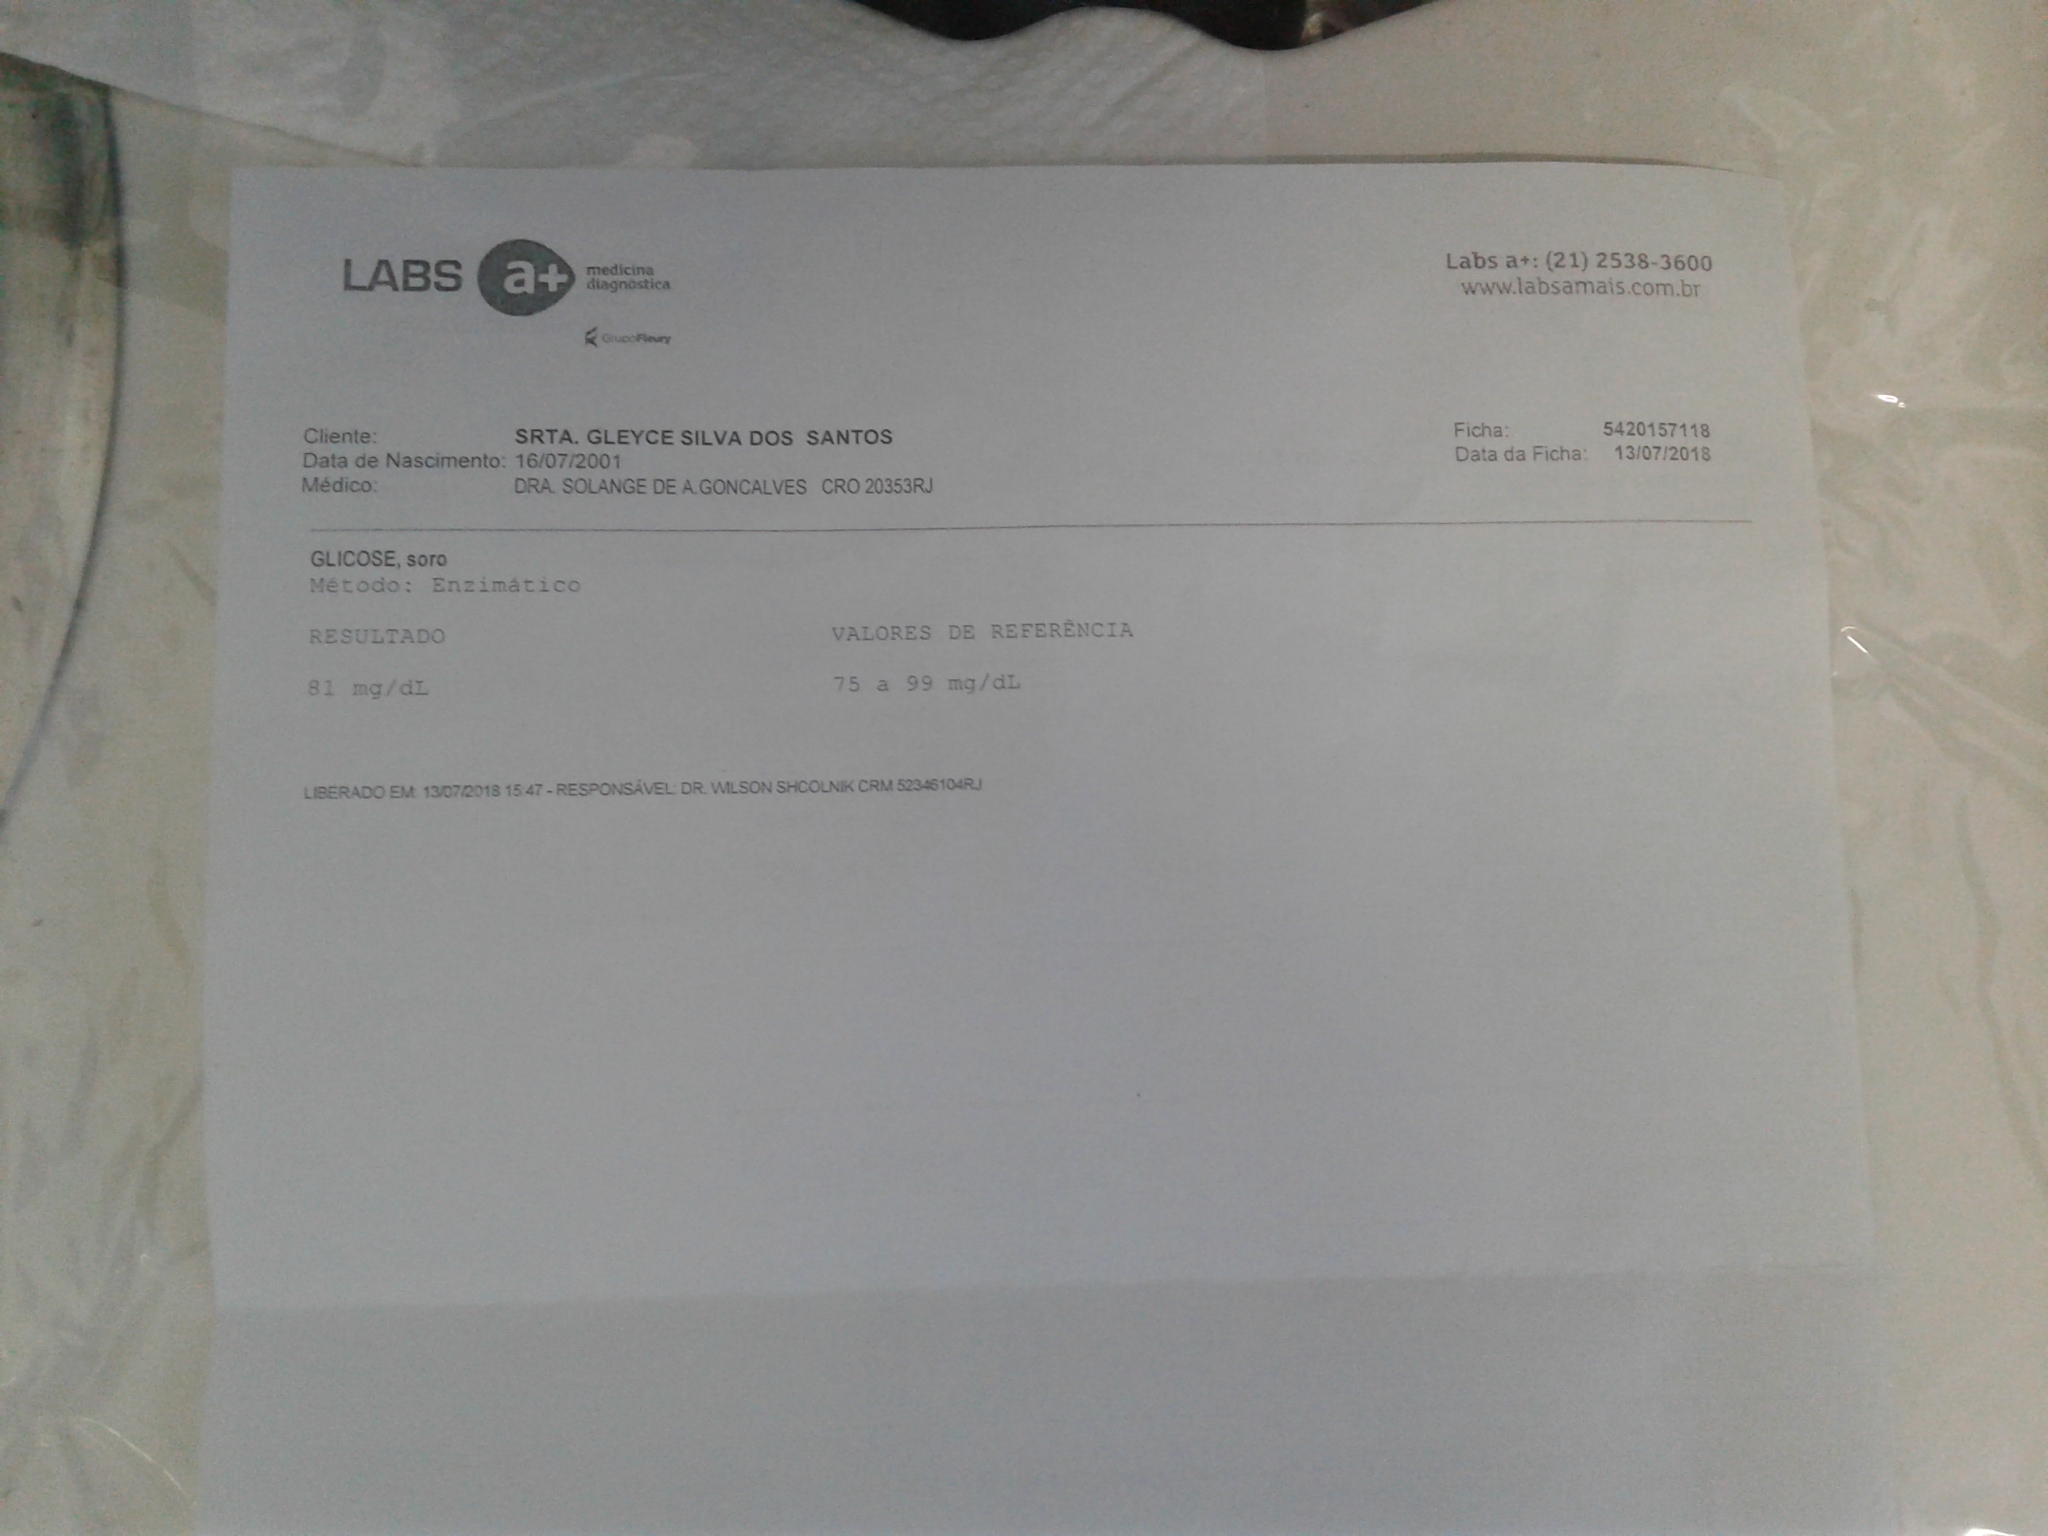 LABS a+ medicina diagnóstica
GrupoFleury
Labs a+: (21) 2538-3600
www.labsamais.com.br
Cliente: SRTA. GLEYCE SILVA DOS SANTOS
Ficha: 5420157118
Data de Nascimento: 16/07/2001
Data da Ficha: 13/07/2018
Médico: DRA. SOLANGE DE A.GONCALVES CRO 20353RJ
GLICOSE, soro
Método: Enzimático
RESULTADO VALORES DE REFERÊNCIA
81 mg/dL 75 a 99 mg/dL
LIBERADO EM: 13/07/2018 15:47 - RESPONSÁVEL: DR. WILSON SHCOLNIK CRM 52346104RJ